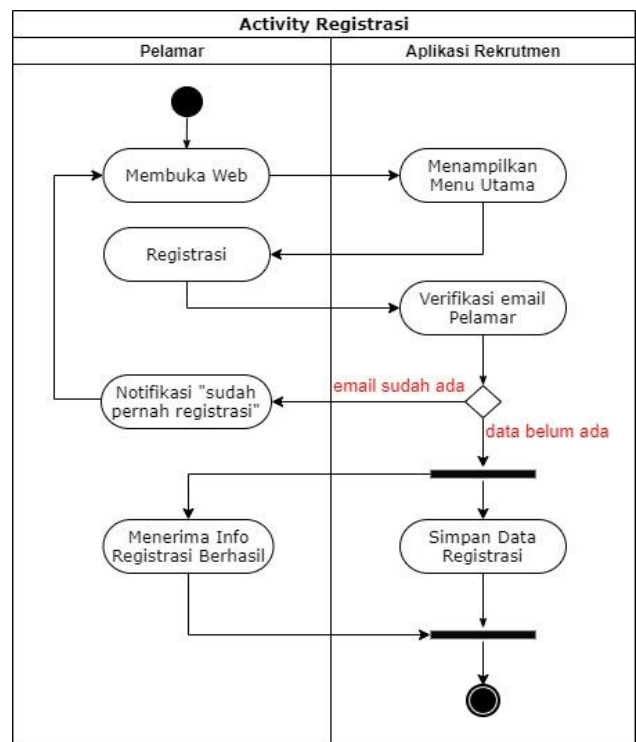 Activity Registrasi
Pelamar
Aplikasi Rekrutmen
Membuka Web
Menampilkan
Menu Utama
Registrasi
Verifikasi email
Pelamar
email sudah ada
Notifikasi "sudah
pernah registrasi"
data belum ada
Menerima Info
Registrasi Berhasil
Simpan Data
Registrasi